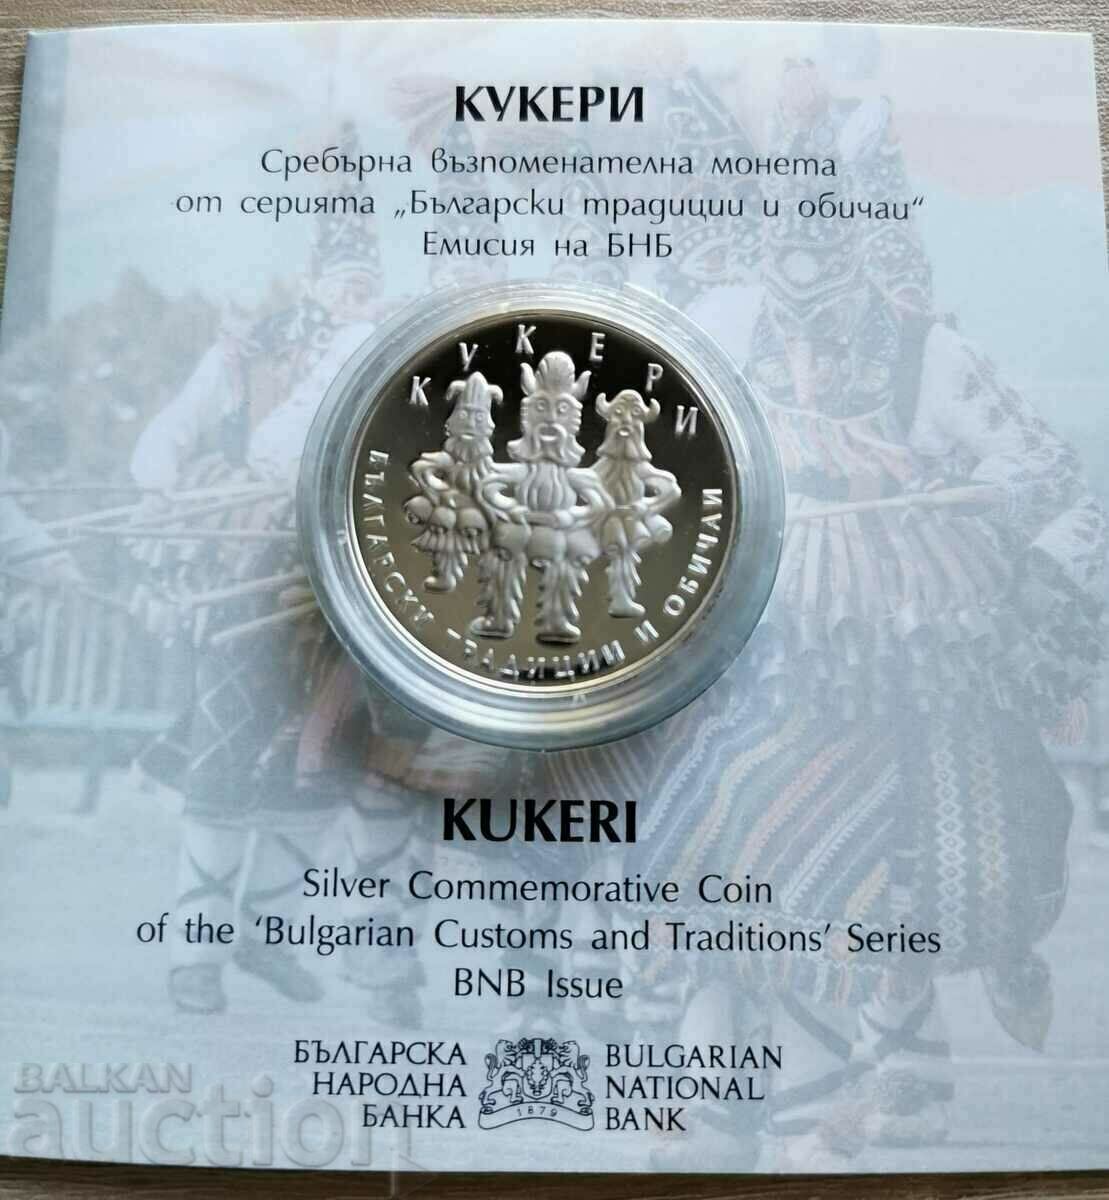 КУКЕРИ
Сребърна възпоменателна монета
от серията „Български традиции и обичаи“
Емисия на БНБ
КУКЕРИ
БЪЛГАРСКИ ТРАДИЦИИ И ОБИЧАИ
KUKERI
Silver Commemorative Coin
of the ‘Bulgarian Customs and Traditions’ Series
BNB Issue
БЪЛГАРСКА
НАРОДНА
БАНКА
1879
BULGARIAN
NATIONAL
BANK
BALKAN
auction